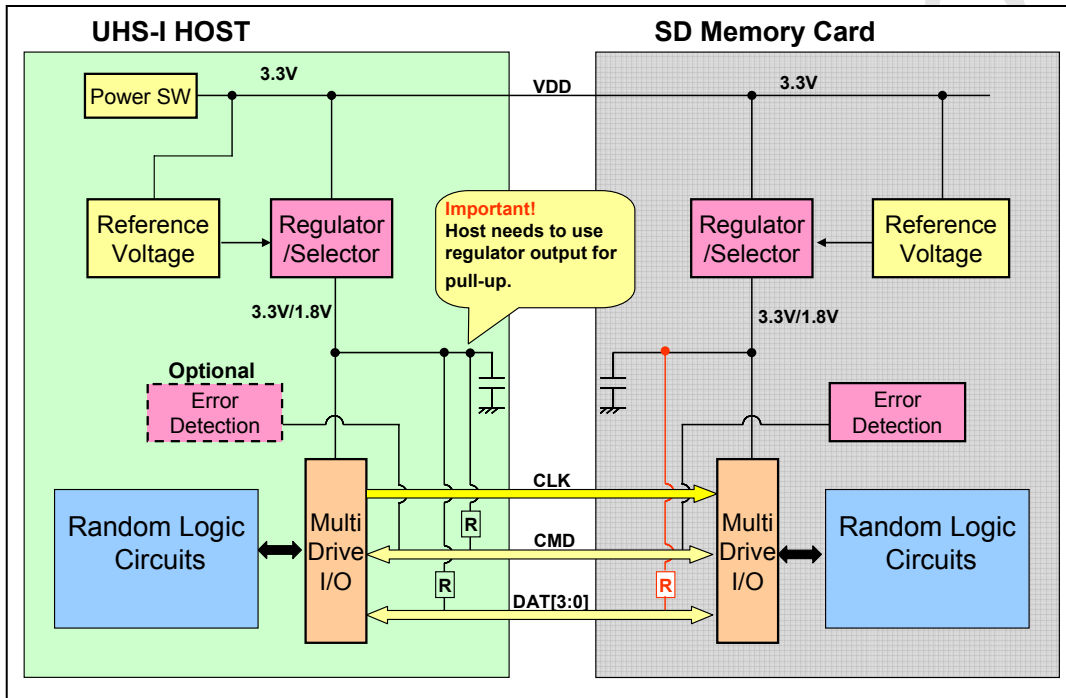 UHS-I HOST
SD Memory Card
3.3V
VDD
3.3V
Power SW
Reference
Voltage
Regulator
/Selector
Important!
Host needs to use
regulator output for
pull-up.
Regulator
/Selector
Reference
Voltage
3.3V/1.8V
3.3V/1.8V
Optional
Error
Detection
Error
Detection
CLK
Random Logic
Circuits
Multi
Drive
I/O
R
CMD
R
DAT[3:0]
R
Multi
Drive
I/O
Random Logic
Circuits